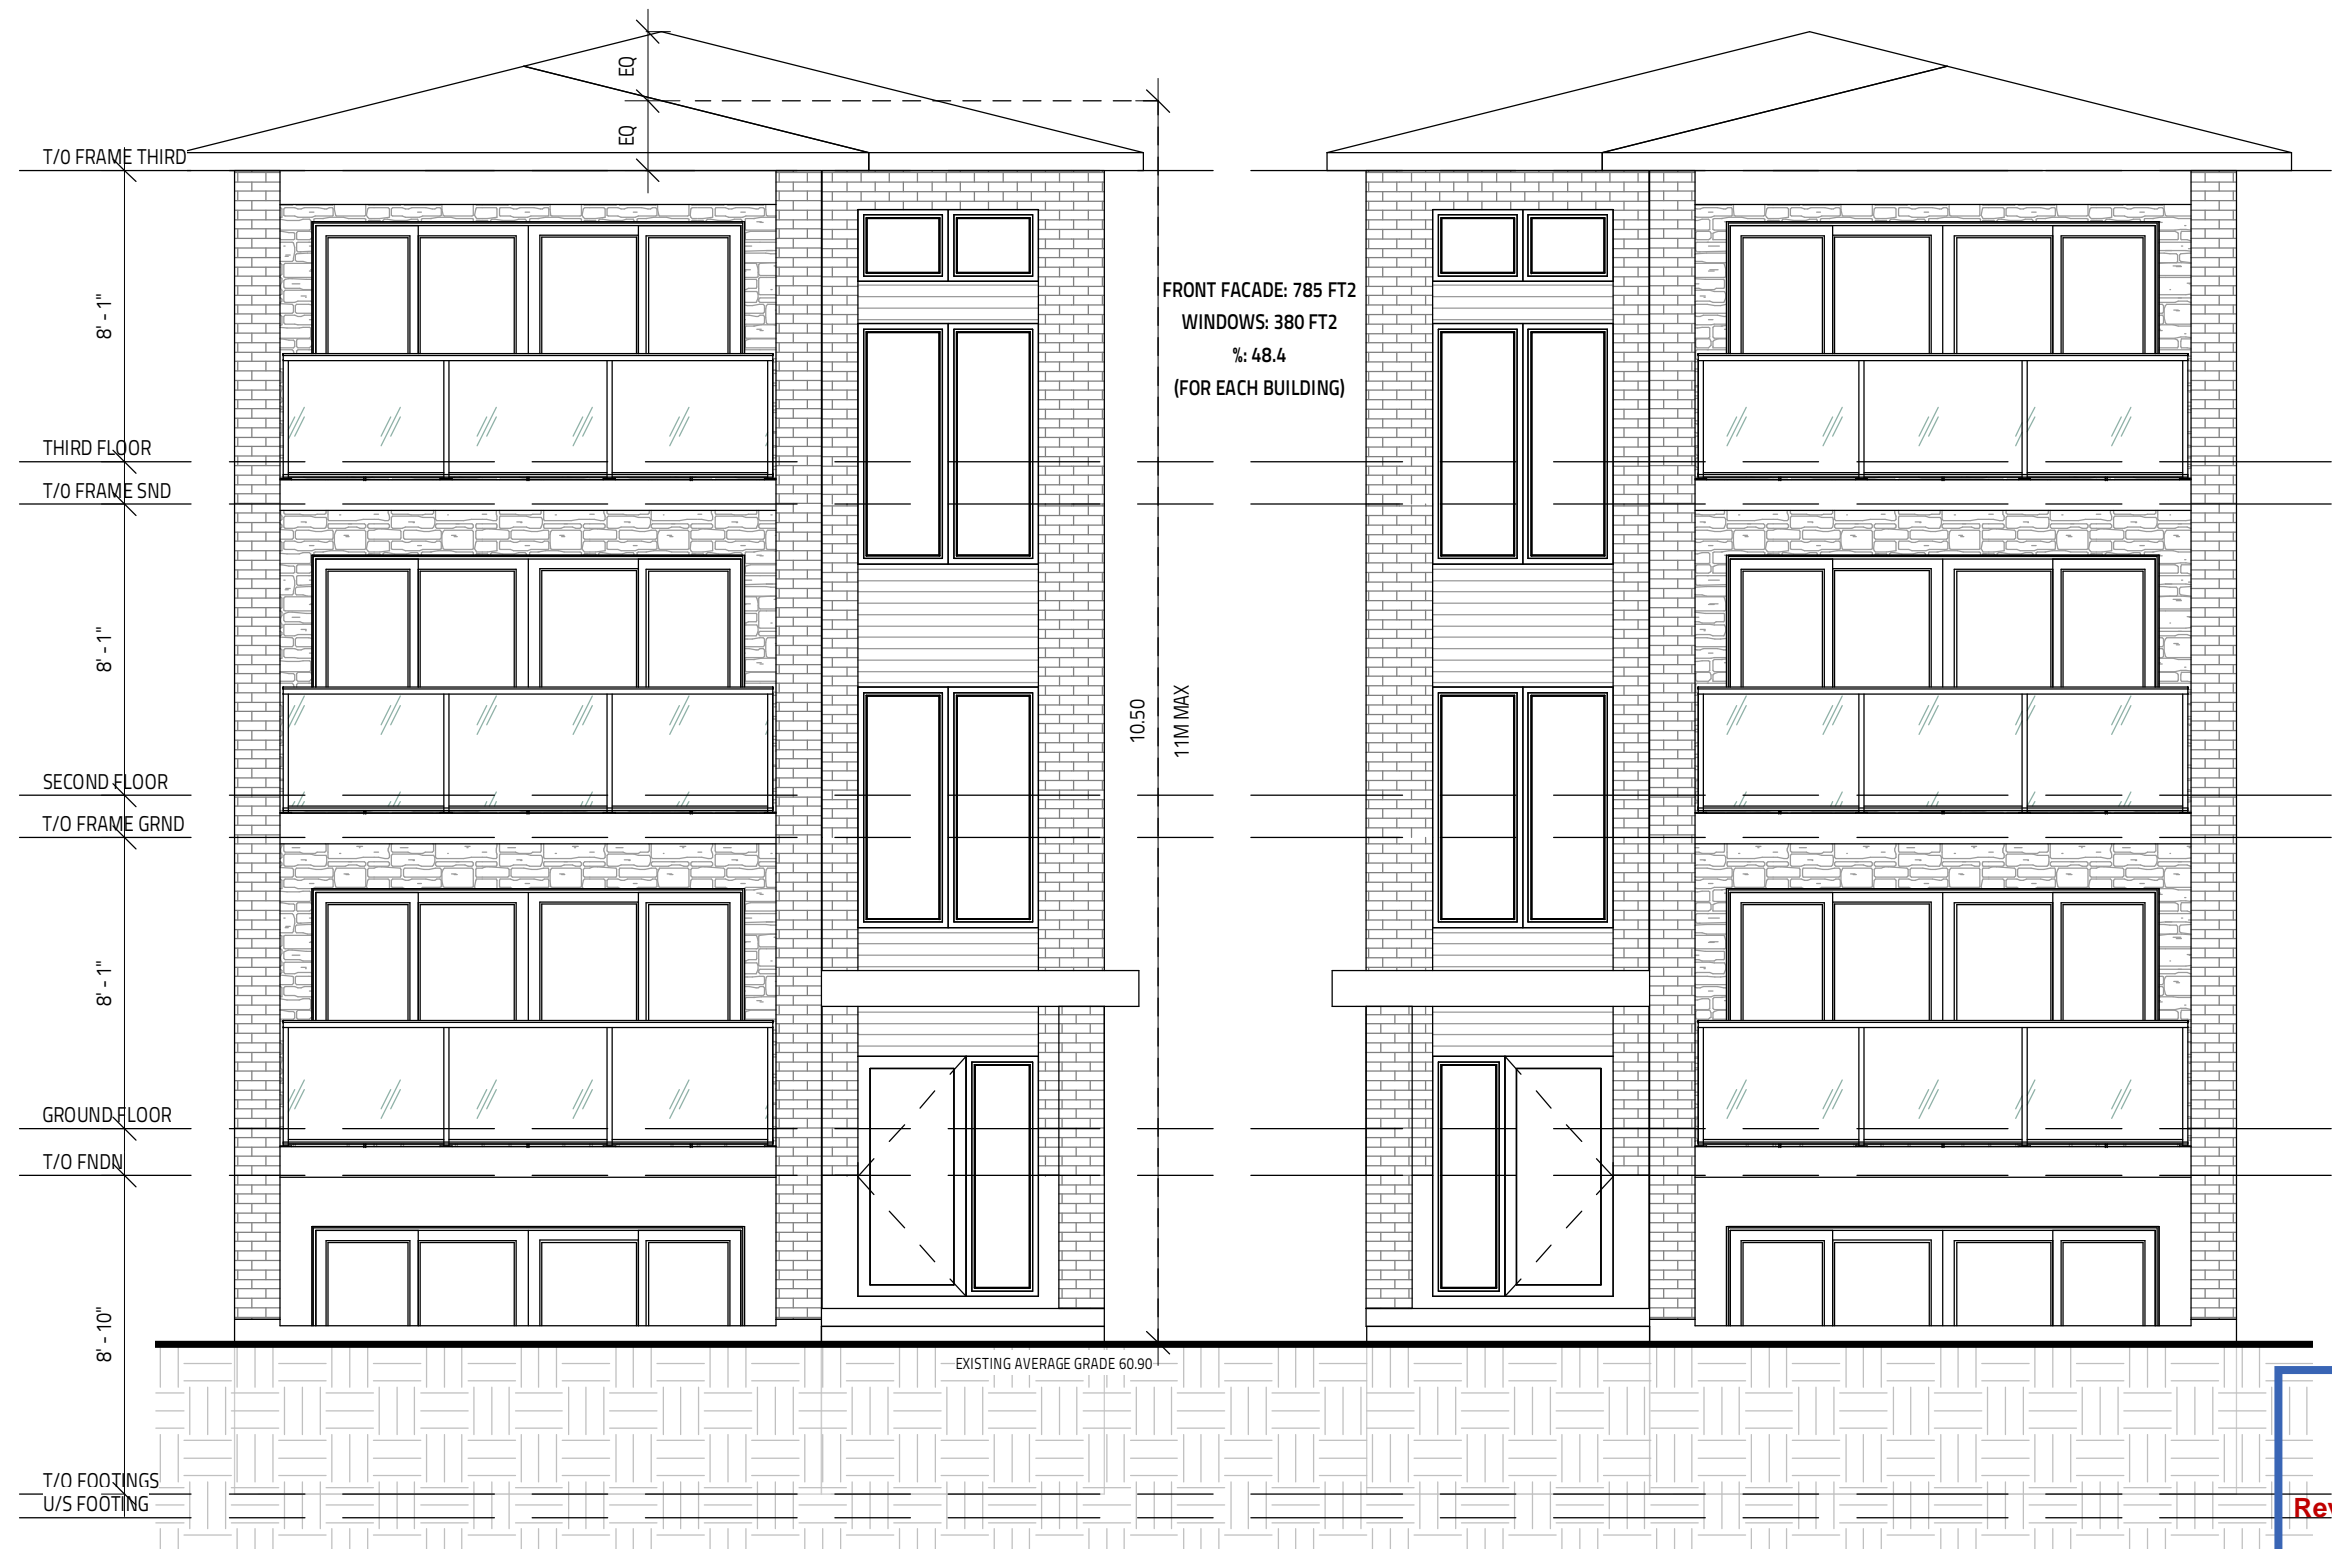 EQ
EQ
T/O FRAME THIRD
8' - 1"
FRONT FACADE: 785 FT2
WINDOWS: 380 FT2
%: 48.4
(FOR EACH BUILDING)
THIRD FLOOR
T/O FRAME SND
8' - 1"
10.50
11M MAX
SECOND FLOOR
T/O FRAME GRND
8' - 1"
GROUND FLOOR
T/O FNDN
8' - 10"
EXISTING AVERAGE GRADE 60.90
T/O FOOTINGS
U/S FOOTING